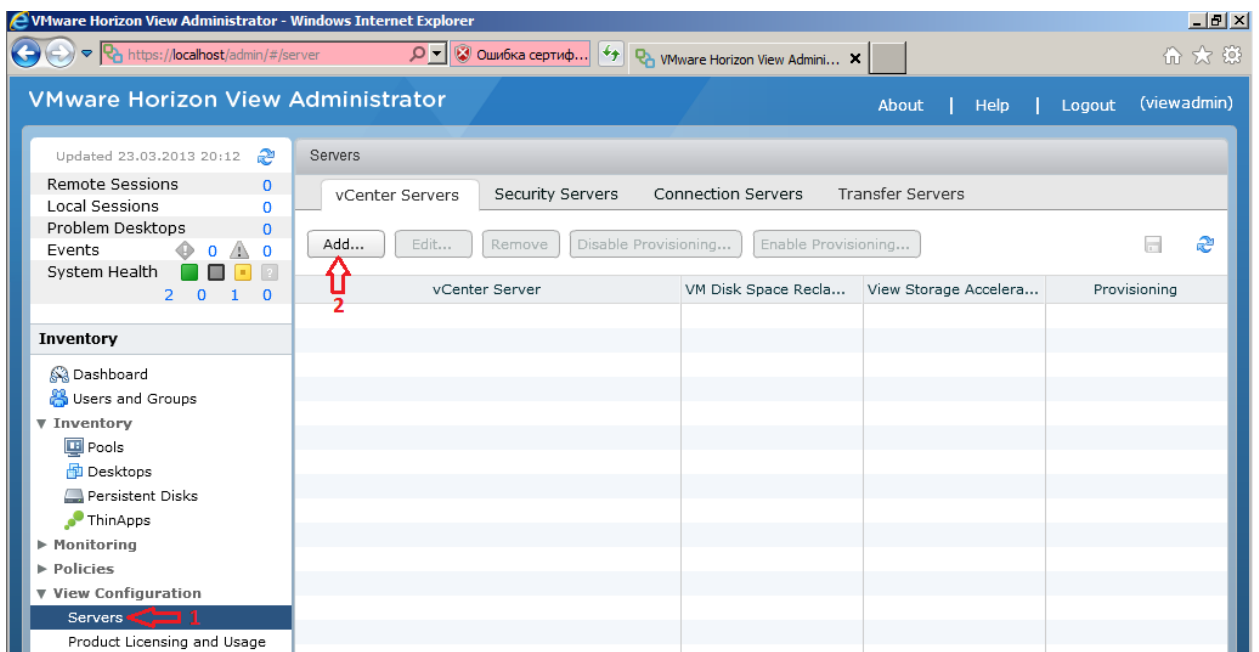 VMware Horizon View Administrator - Windows Internet Explorer
https://localhost/admin/#/server
Ошибка сертиф...
VMware Horizon View Admini...
VMware Horizon View Administrator
About | Help | Logout (viewadmin)
Updated 23.03.2013 20:12
Remote Sessions 0
Local Sessions 0
Problem Desktops 0
Events 0 0
System Health
2 0 1 0
Inventory
Dashboard
Users and Groups
Inventory
Pools
Desktops
Persistent Disks
ThinApps
Monitoring
Policies
View Configuration
Servers 1
Product Licensing and Usage
Servers
vCenter Servers Security Servers Connection Servers Transfer Servers
Add... Edit... Remove Disable Provisioning... Enable Provisioning...
2
vCenter Server VM Disk Space Recla... View Storage Accelera... Provisioning